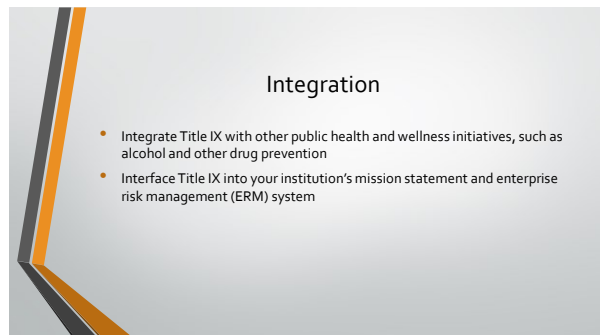 Integration
• Integrate Title IX with other public health and wellness initiatives, such as
alcohol and other drug prevention
• Interface Title IX into your institution’s mission statement and enterprise
risk management (ERM) system